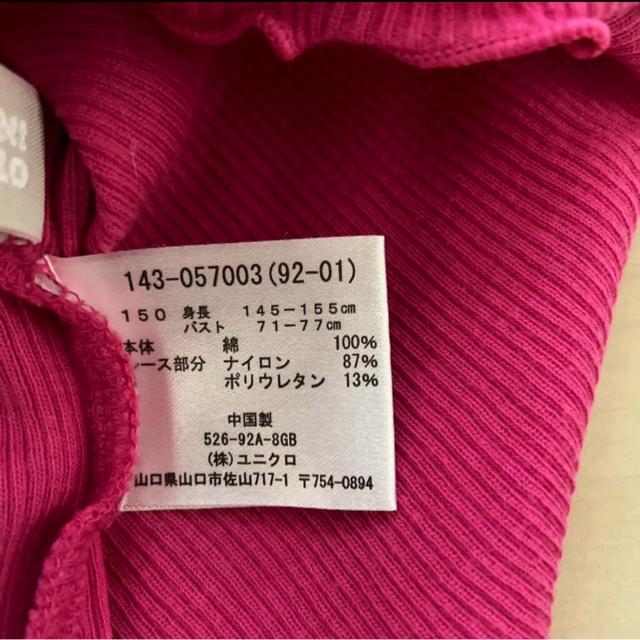 143-057003(92-01)
150 身長 145-155cm
バスト 71-77cm
本体 綿 100%
レース部分 ナイロン 87%
ポリウレタン 13%
中国製
526-92A-8GB
(株)ユニクロ
山口県山口市佐山717-1 〒754-0894